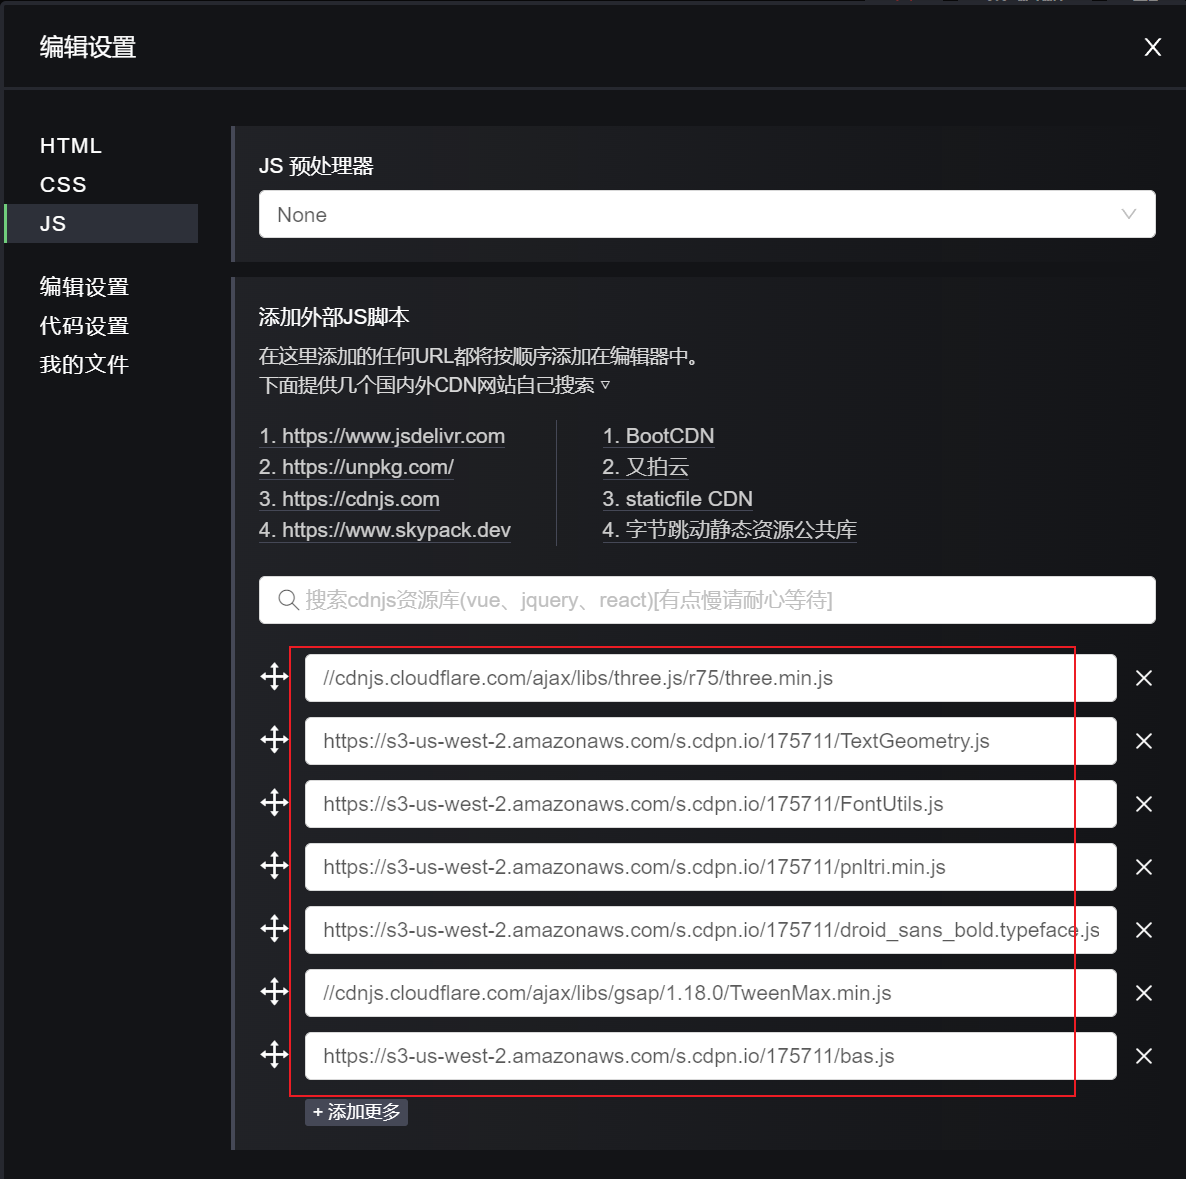 编辑设置
HTML
CSS
JS
编辑设置
代码设置
我的文件
JS 预处理器
None
添加外部JS脚本
在这里添加的任何URL都将按顺序添加在编辑器中。
下面提供几个国内外CDN网站自己搜索 ▿
1. https://www.jsdelivr.com
2. https://unpkg.com/
3. https://cdnjs.com
4. https://www.skypack.dev
1. BootCDN
2. 又拍云
3. staticfile CDN
4. 字节跳动静态资源公共库
搜索cdnjs资源库(vue、jquery、react)[有点慢请耐心等待]
//cdnjs.cloudflare.com/ajax/libs/three.js/r75/three.min.js
https://s3-us-west-2.amazonaws.com/s.cdpn.io/175711/TextGeometry.js
https://s3-us-west-2.amazonaws.com/s.cdpn.io/175711/FontUtils.js
https://s3-us-west-2.amazonaws.com/s.cdpn.io/175711/pnltri.min.js
https://s3-us-west-2.amazonaws.com/s.cdpn.io/175711/droid_sans_bold.typeface.js
//cdnjs.cloudflare.com/ajax/libs/gsap/1.18.0/TweenMax.min.js
https://s3-us-west-2.amazonaws.com/s.cdpn.io/175711/bas.js
+ 添加更多